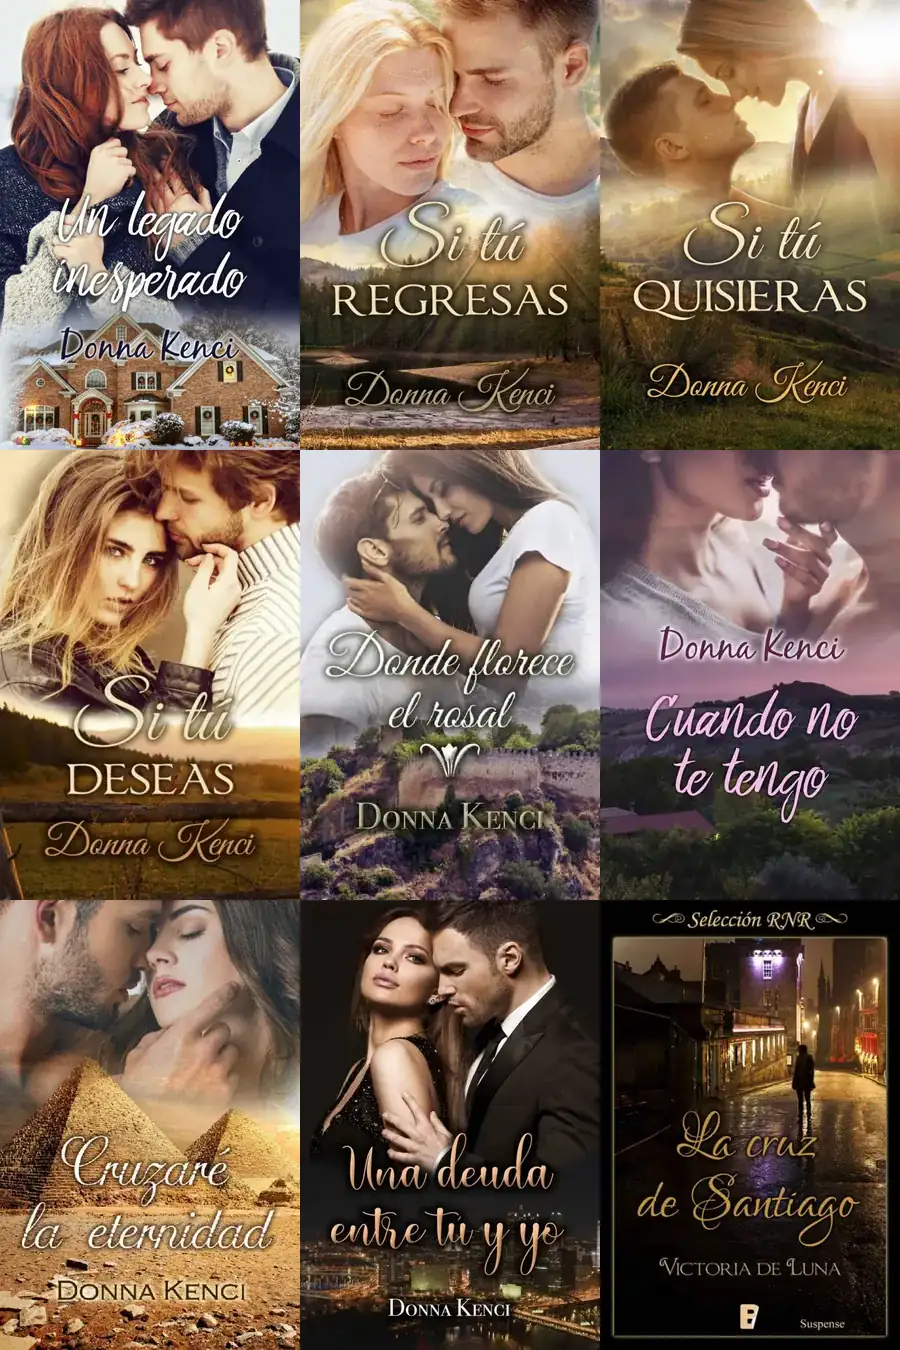 Un legado
inesperado
Donna Kenci
Si tú
REGRESAS
Donna Kenci
Si tú
QUISIERAS
Donna Kenci
Si tú
DESEAS
Donna Kenci
Donde florece
el rosal
DONNA KENCI
Donna Kenci
Cuando no
te tengo
Cruzaré
la eternidad
DONNA KENCI
Una deuda
entre tú y yo
DONNA KENCI
Selección RNR
La cruz
de Santiago
VICTORIA DE LUNA
B
Suspense